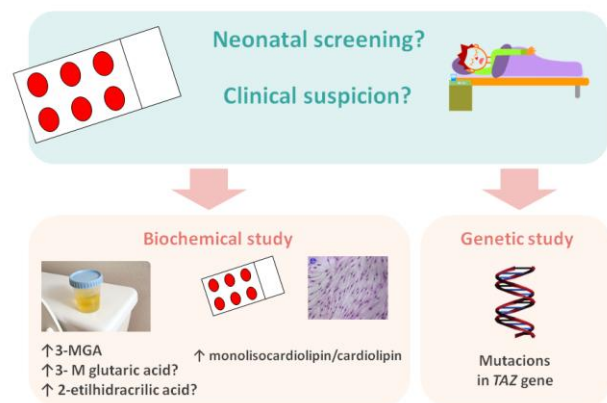 Neonatal screening?
Clinical suspicion?
Biochemical study
↑3-MGA
↑3- M glutaric acid?
↑ 2-etilhidracrilic acid?
↑ monolisocardiolipin/cardiolipin
Genetic study
Mutacions
in TAZ gene